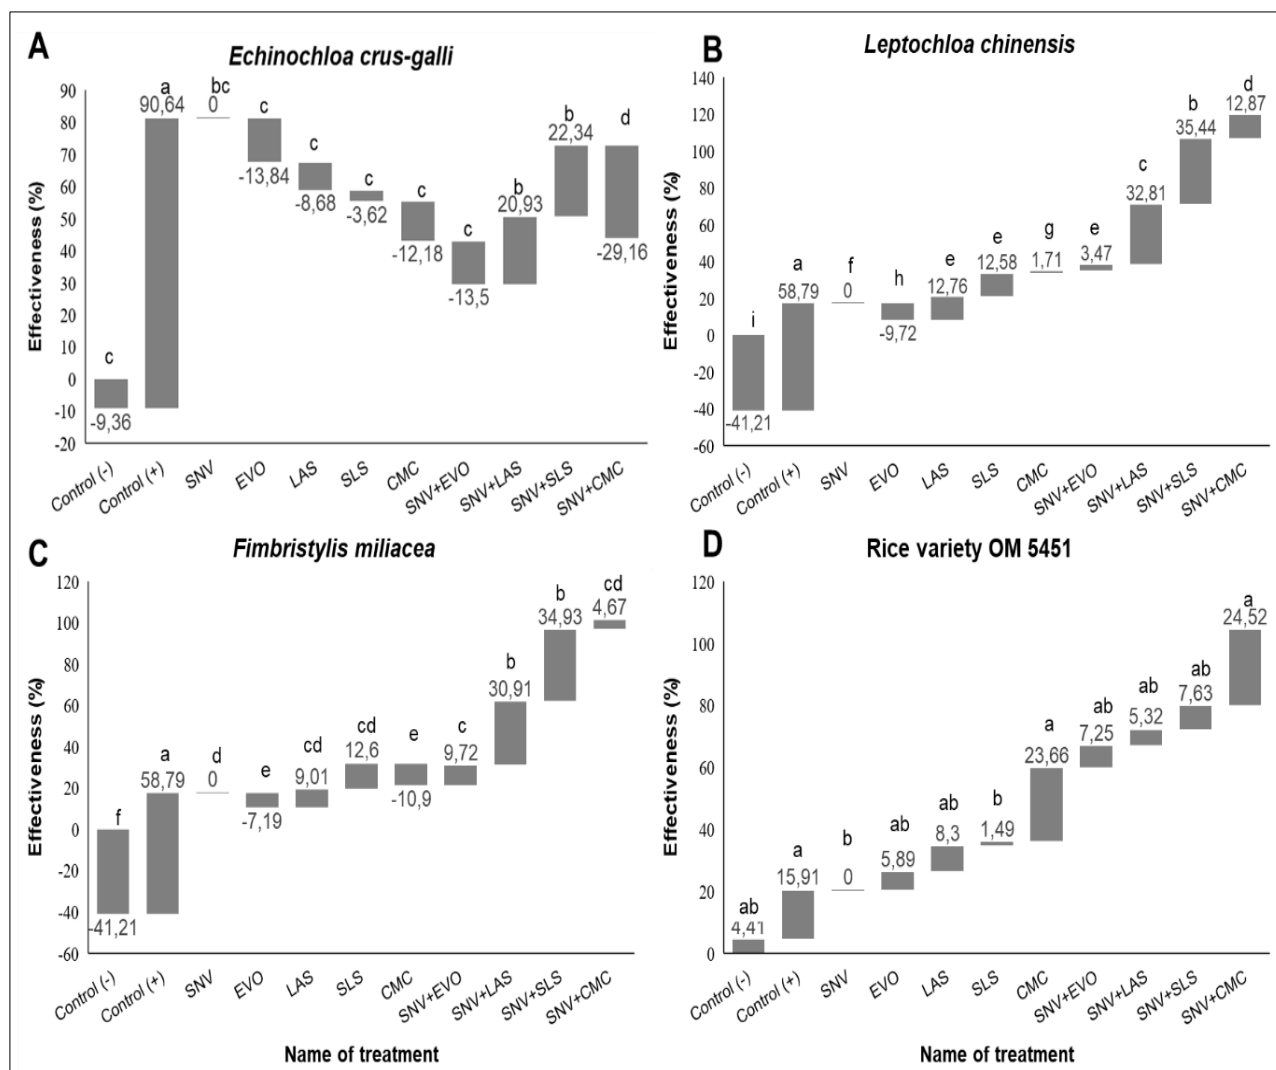 A
Echinochloa crus-galli
Effectiveness (%)
90
80
70
60
50
40
30
20
10
0
-10
-20
c
-9,36
a
90,64
bc
0
c
-13,84
c
-8,68
c
-3,62
c
-12,18
c
-13,5
b
20,93
b
22,34
d
-29,16
Control (-)
Control (+)
SNV
EVO
LAS
SLS
CMC
SNV+EVO
SNV+LAS
SNV+SLS
SNV+CMC
B
Leptochloa chinensis
Effectiveness (%)
140
120
100
80
60
40
20
0
-20
-40
-60
i
-41,21
a
58,79
f
0
h
-9,72
e
12,76
e
12,58
g
1,71
e
3,47
c
32,81
b
35,44
d
12,87
Control (-)
Control (+)
SNV
EVO
LAS
SLS
CMC
SNV+EVO
SNV+LAS
SNV+SLS
SNV+CMC
C
Fimbristylis miliacea
Effectiveness (%)
120
100
80
60
40
20
0
-20
-40
-60
f
-41,21
a
58,79
d
0
e
-7,19
cd
9,01
cd
12,6
e
-10,9
c
9,72
b
30,91
b
34,93
cd
4,67
Control (-)
Control (+)
SNV
EVO
LAS
SLS
CMC
SNV+EVO
SNV+LAS
SNV+SLS
SNV+CMC
Name of treatment
D
Rice variety OM 5451
Effectiveness (%)
120
100
80
60
40
20
0
ab
4,41
a
15,91
b
0
ab
5,89
ab
8,3
b
1,49
a
23,66
ab
7,25
ab
5,32
ab
7,63
a
24,52
Control (-)
Control (+)
SNV
EVO
LAS
SLS
CMC
SNV+EVO
SNV+LAS
SNV+SLS
SNV+CMC
Name of treatment